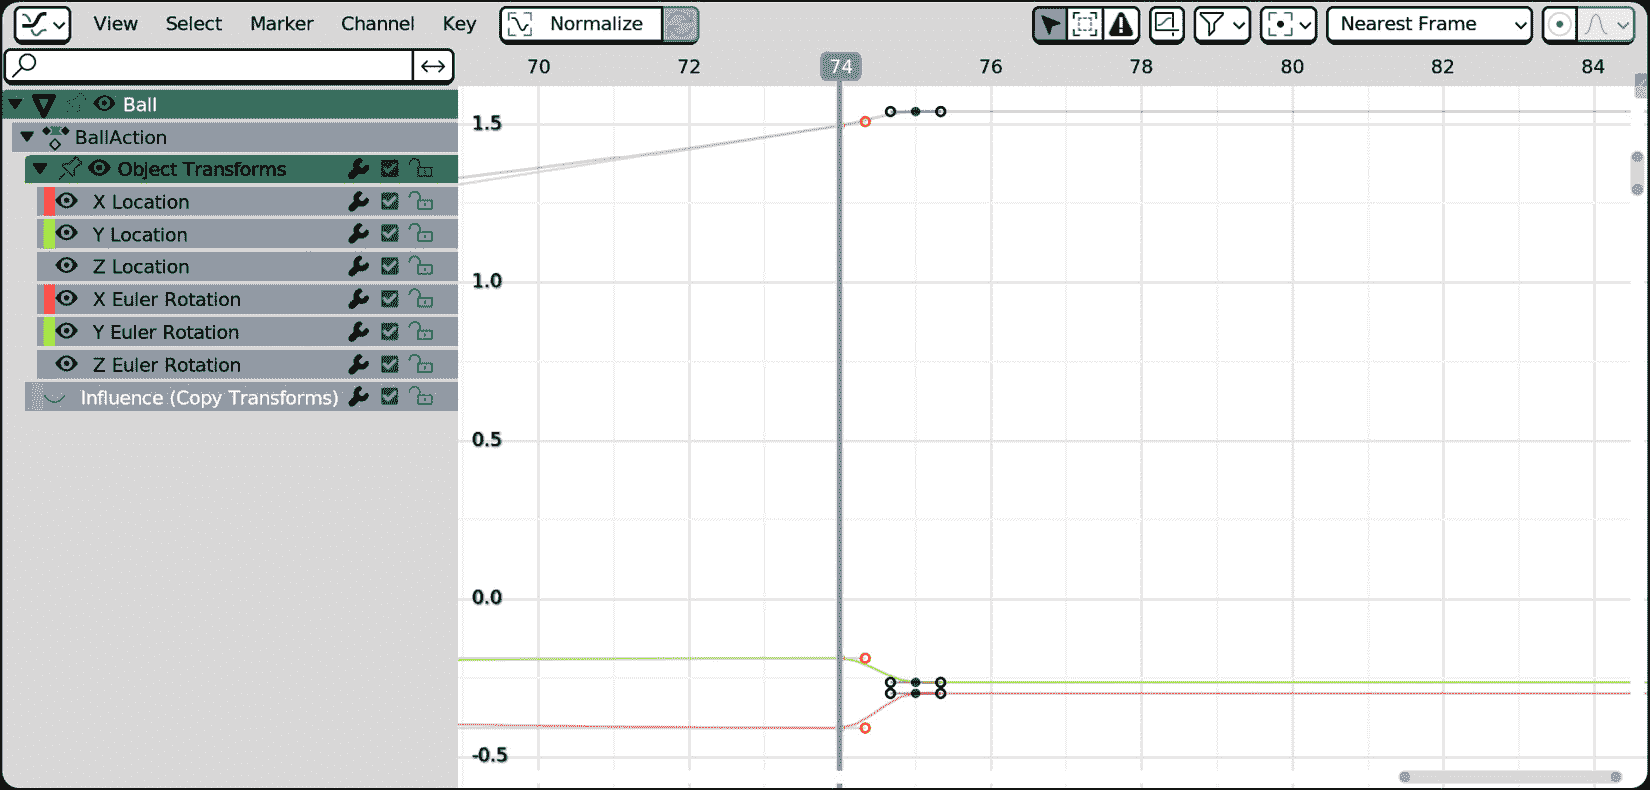 View Select Marker Channel Key Normalize Nearest Frame
70 72 74 76 78 80 82 84
Ball
BallAction
Object Transforms
X Location
Y Location
Z Location
X Euler Rotation
Y Euler Rotation
Z Euler Rotation
Influence (Copy Transforms)
1.5
1.0
0.5
0.0
-0.5